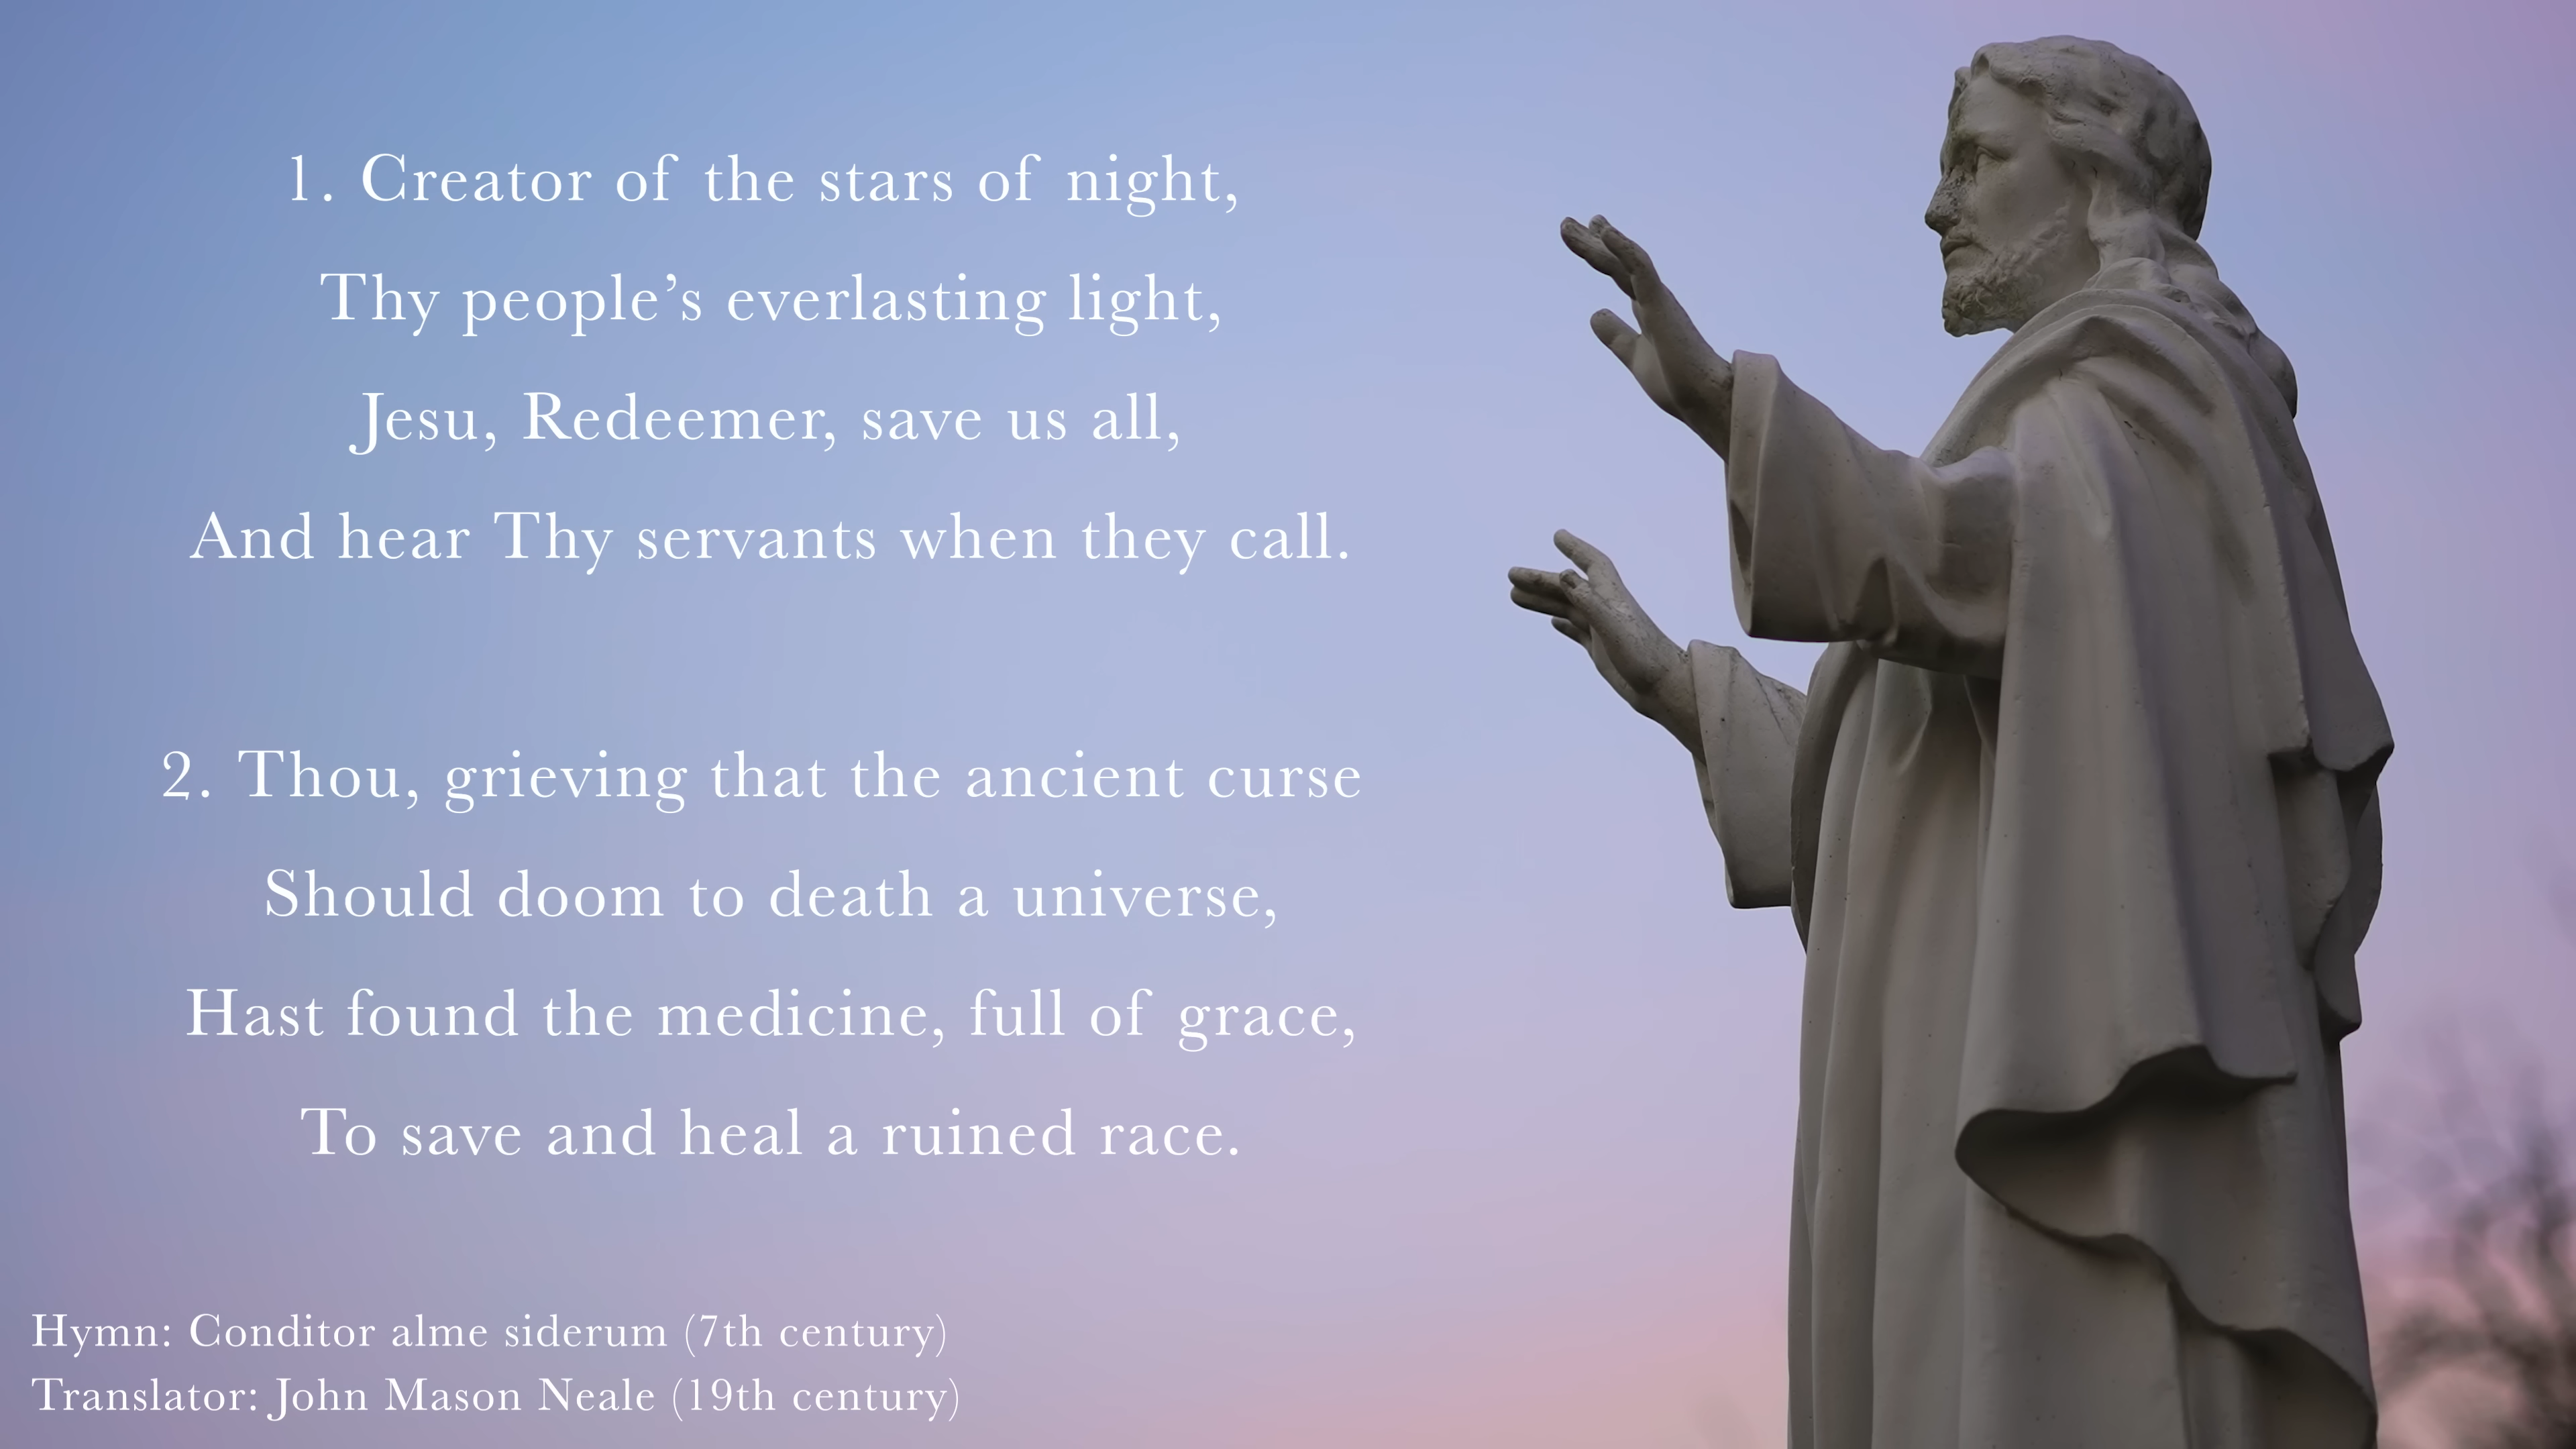 1. Creator of the stars of night,
Thy people’s everlasting light,
Jesu, Redeemer, save us all,
And hear Thy servants when they call.
2. Thou, grieving that the ancient curse
Should doom to death a universe,
Hast found the medicine, full of grace,
To save and heal a ruined race.
Hymn: Conditor alme siderum (7th century)
Translator: John Mason Neale (19th century)